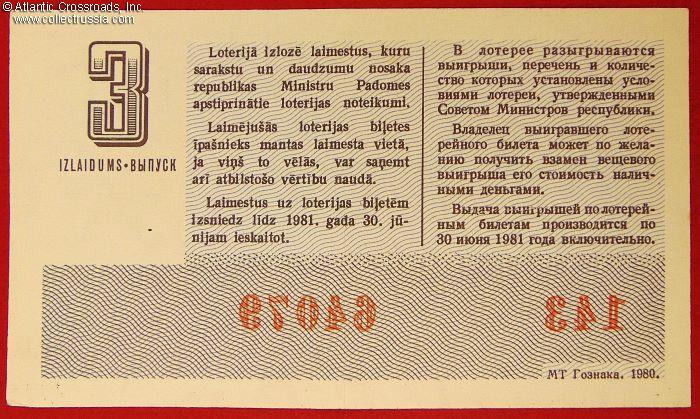 © Atlantic Crossroads, Inc.
www.collectrussia.com
3
IZLAIDUMS•ВЫПУСК
Loterijā izlozē laimestus, kuru
sarakstu un daudzumu nosaka
republikas Ministru Padomes
apstiprinātie loterijas noteikumi.
Laimējušās loterijas biļetes
īpašnieks mantas laimesta vietā,
ja viņš to vēlās, var saņemt
arī atbilstošo vērtību naudā.
Laimestus uz loterijas biļetēm
izsniedz līdz 1981. gada 30. jū-
nijam ieskaitot.
В лотерее разыгрываются
выигрыши, перечень и количе-
ство которых установлены усло-
виями лотереи, утвержденными
Советом Министров республики.
Владелец выигравшего лоте-
рейного билета может по жела-
нию получить взамен вещевого
выигрыша его стоимость налич-
ными деньгами.
Выдача выигрышей по лотерей-
ным билетам производится по
30 июня 1981 года включительно.
64079
143
МТ Гознака. 1980.